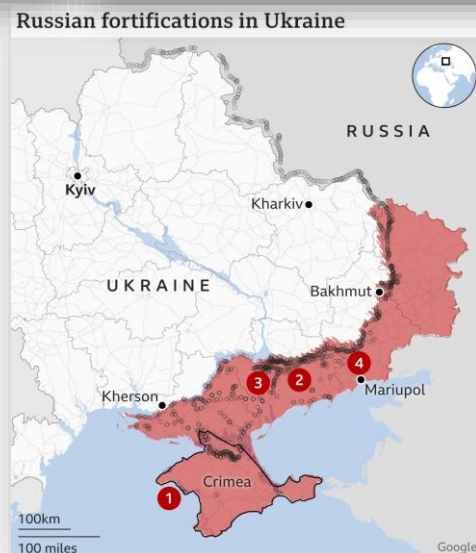 Russian fortifications in Ukraine
RUSSIA
Kyiv
Kharkiv
UKRAINE
Bakhmut
3
2
4
Mariupol
Kherson
Crimea
1
100km
100 miles
Google